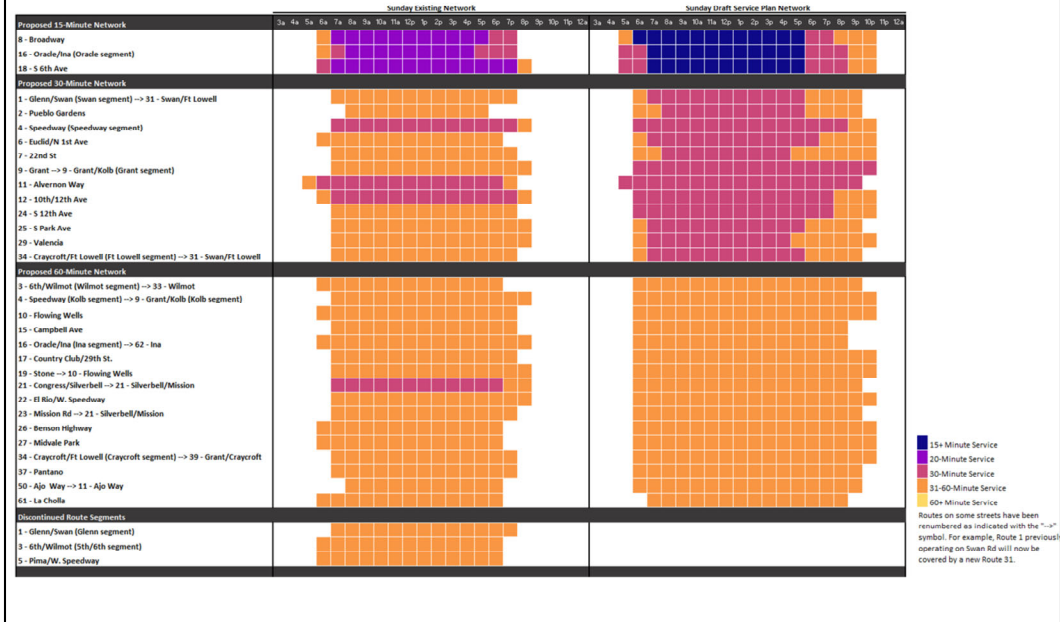 Sunday Existing Network Sunday Draft Service Plan Network
Proposed 15-Minute Network 3a 4a 5a 6a 7a 8a 9a 10a 11a 12p 1p 2p 3p 4p 5p 6p 7p 8p 9p 10p 11p 12a 3a 4a 5a 6a 7a 8a 9a 10a 11a 12p 1p 2p 3p 4p 5p 6p 7p 8p 9p 10p 11p 12a
8 - Broadway
16 - Oracle/Ina (Oracle segment)
18 - S 6th Ave
Proposed 30-Minute Network
1 - Glenn/Swan (Swan segment) --> 31 - Swan/Ft Lowell
2 - Pueblo Gardens
4 - Speedway (Speedway segment)
6 - Euclid/N 1st Ave
7 - 22nd St
9 - Grant --> 9 - Grant/Kolb (Grant segment)
11 - Alvernon Way
12 - 10th/12th Ave
24 - S 12th Ave
25 - S Park Ave
29 - Valencia
34 - Craycroft/Ft Lowell (Ft Lowell segment) --> 31 - Swan/Ft Lowell
Proposed 60-Minute Network
3 - 6th/Wilmot (Wilmot segment) --> 33 - Wilmot
4 - Speedway (Kolb segment) --> 9 - Grant/Kolb (Kolb segment)
10 - Flowing Wells
15 - Campbell Ave
16 - Oracle/Ina (Ina segment) --> 62 - Ina
17 - Country Club/29th St.
19 - Stone --> 10 - Flowing Wells
21 - Congress/Silverbell --> 21 - Silverbell/Mission
22 - El Rio/W. Speedway
23 - Mission Rd --> 21 - Silverbell/Mission
26 - Benson Highway
27 - Midvale Park
34 - Craycroft/Ft Lowell (Craycroft segment) --> 39 - Grant/Craycroft
37 - Pantano
50 - Ajo Way --> 11 - Ajo Way
61 - La Cholla
Discontinued Route Segments
1 - Glenn/Swan (Glenn segment)
3 - 6th/Wilmot (5th/6th segment)
5 - Pima/W. Speedway
15+ Minute Service
20-Minute Service
30-Minute Service
31-60-Minute Service
60+ Minute Service
Routes on some streets have been
renumbered as indicated with the "-->"
symbol. For example, Route 1 previously
operating on Swan Rd will now be
covered by a new Route 31.